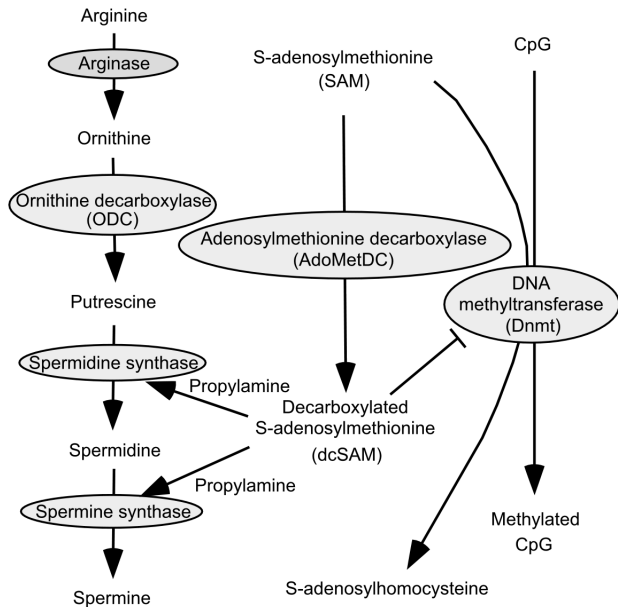 Arginine
Arginase
Ornithine
Ornithine decarboxylase
(ODC)
Putrescine
Spermidine synthase
Spermidine
Spermine synthase
Spermine
S-adenosylmethionine
(SAM)
Adenosylmethionine decarboxylase
(AdoMetDC)
Propylamine
Decarboxylated
S-adenosylmethionine
(dcSAM)
Propylamine
CpG
DNA
methyltransferase
(Dnmt)
Methylated
CpG
S-adenosylhomocysteine